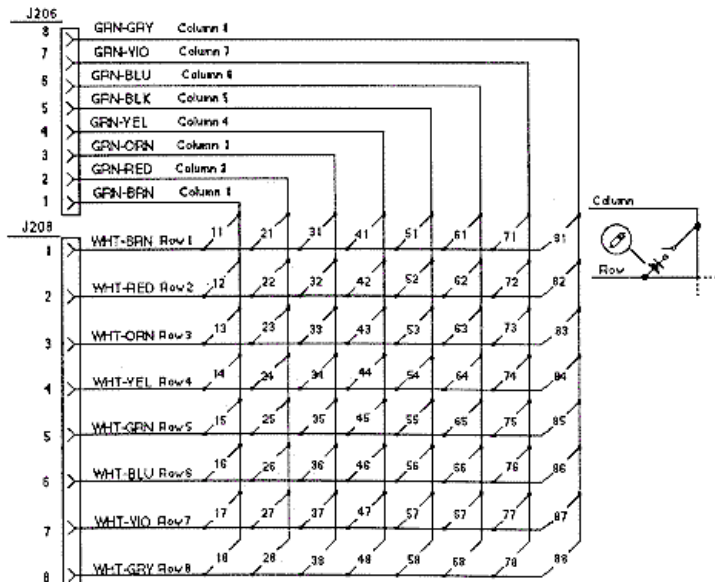 J206
8 GRN-GRY Column 8
7 GRN-VIO Column 7
6 GRN-BLU Column 6
5 GRN-BLK Column 5
4 GRN-YEL Column 4
3 GRN-ORN Column 3
2 GRN-RED Column 2
1 GRN-BRN Column 1
Column
Row
J208
11 21 31 41 51 61 71 81
1 WHT-BRN Row 1
12 22 32 42 52 62 72 82
2 WHT-RED Row 2
13 23 33 43 53 63 73 83
3 WHT-ORN Row 3
14 24 34 44 54 64 74 84
4 WHT-YEL Row 4
15 25 35 45 55 65 75 85
5 WHT-GRN Row 5
16 26 36 46 56 66 76 86
6 WHT-BLU Row 6
17 27 37 47 57 67 77 87
7 WHT-VIO Row 7
18 28 38 48 58 68 78 88
8 WHT-GRY Row 8